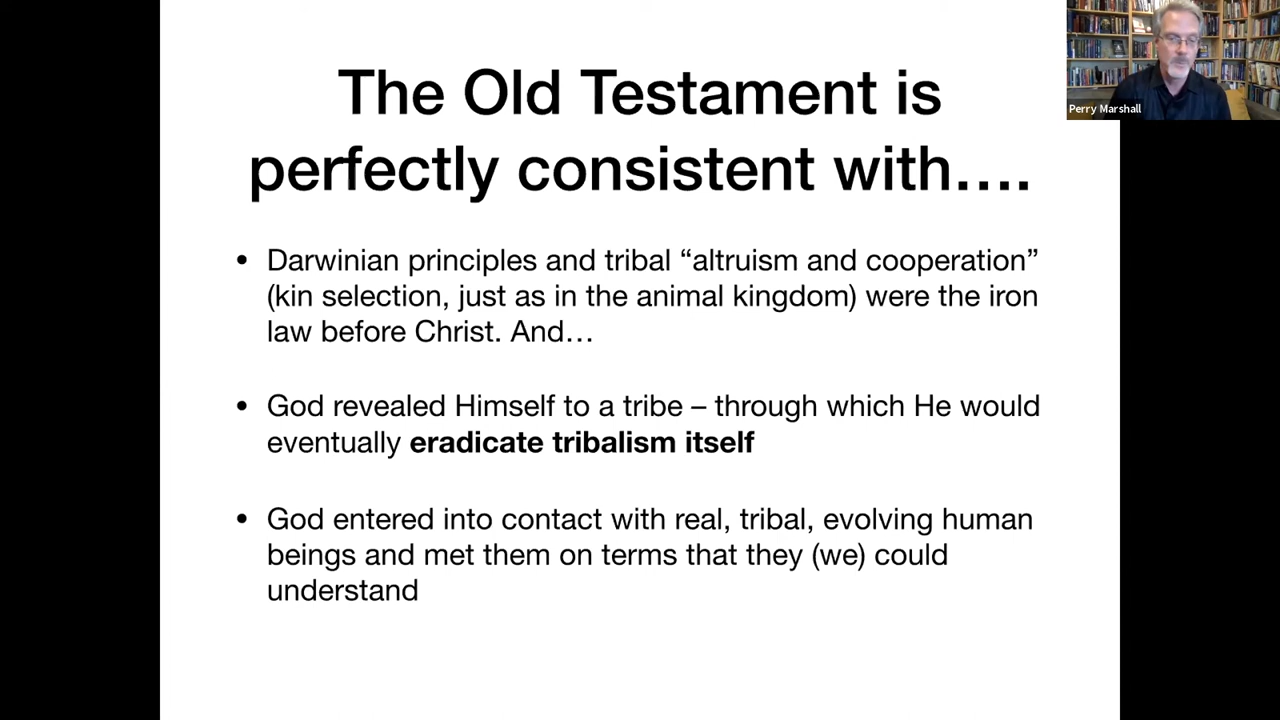 The Old Testament is
perfectly consistent with….
• Darwinian principles and tribal “altruism and cooperation”
(kin selection, just as in the animal kingdom) were the iron
law before Christ. And…
• God revealed Himself to a tribe – through which He would
eventually eradicate tribalism itself
• God entered into contact with real, tribal, evolving human
beings and met them on terms that they (we) could
understand
Perry Marshall